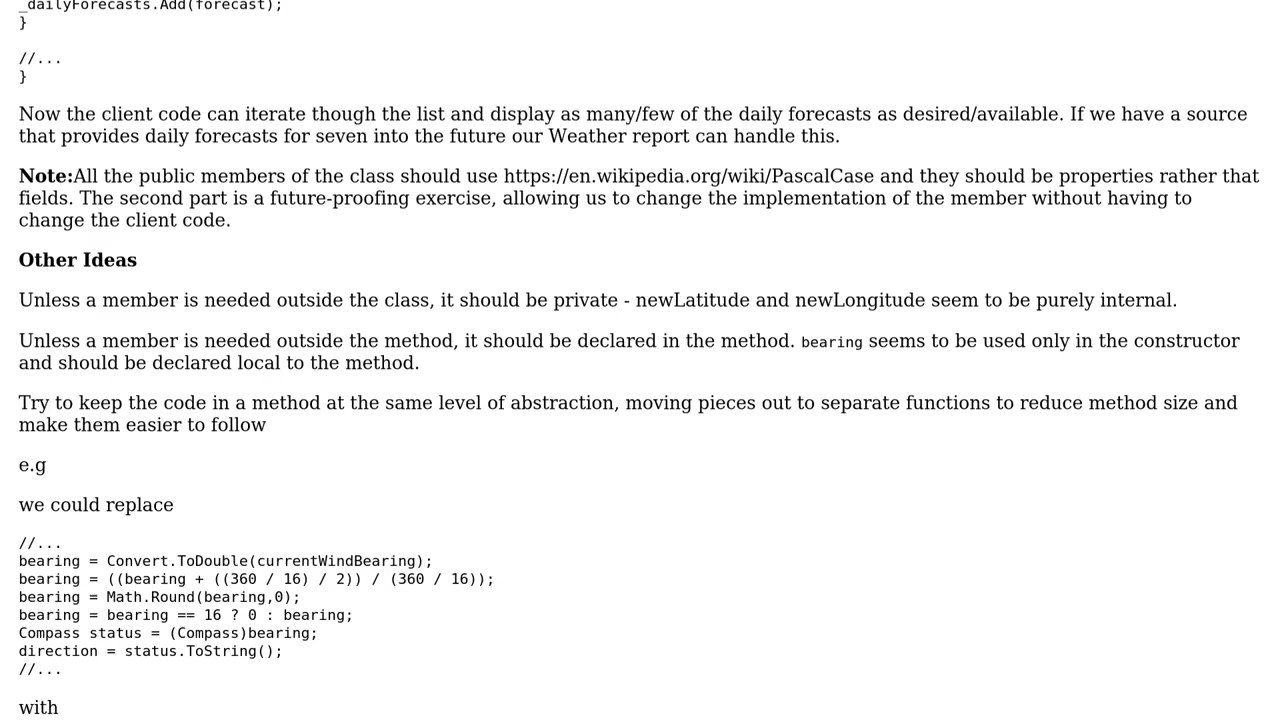 _dailyForecasts.Add(forecast);
}
//...
}
Now the client code can iterate though the list and display as many/few of the daily forecasts as desired/available. If we have a source
that provides daily forecasts for seven into the future our Weather report can handle this.
Note:All the public members of the class should use https://en.wikipedia.org/wiki/PascalCase and they should be properties rather that
fields. The second part is a future-proofing exercise, allowing us to change the implementation of the member without having to
change the client code.
Other Ideas
Unless a member is needed outside the class, it should be private - newLatitude and newLongitude seem to be purely internal.
Unless a member is needed outside the method, it should be declared in the method. bearing seems to be used only in the constructor
and should be declared local to the method.
Try to keep the code in a method at the same level of abstraction, moving pieces out to separate functions to reduce method size and
make them easier to follow
e.g
we could replace
//...
bearing = Convert.ToDouble(currentWindBearing);
bearing = ((bearing + ((360 / 16) / 2)) / (360 / 16));
bearing = Math.Round(bearing,0);
bearing = bearing == 16 ? 0 : bearing;
Compass status = (Compass)bearing;
direction = status.ToString();
//...
with